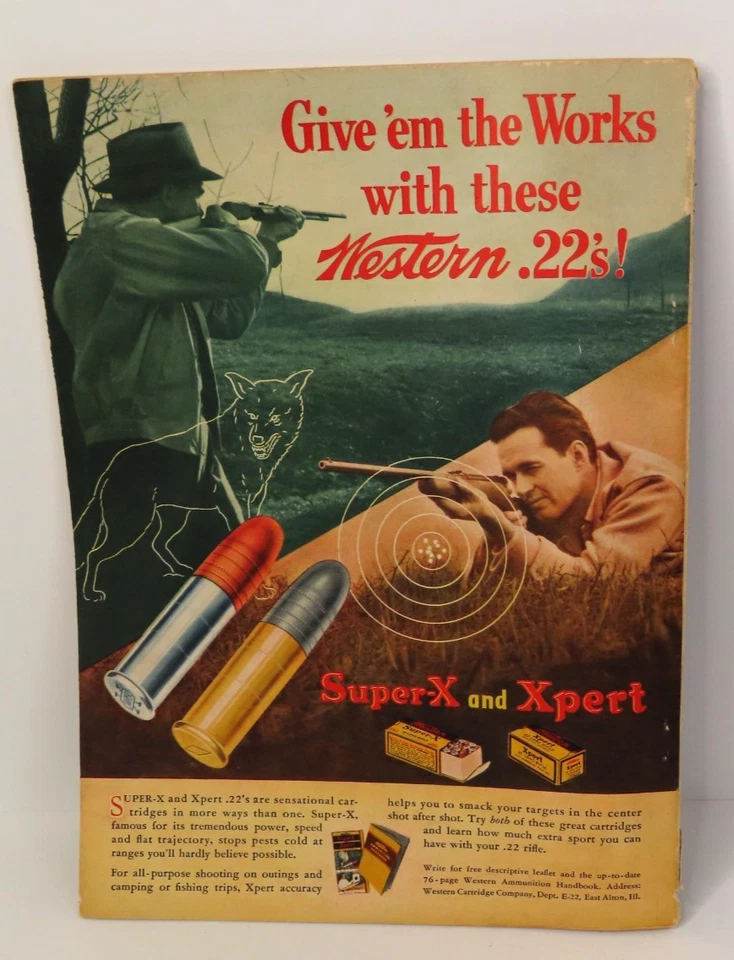 Give 'em the Works
with these
Western .22's!
Super-X and Xpert
Super-X
Xpert
Xpert
SUPER-X and Xpert .22's are sensational car-
tridges in more ways than one. Super-X,
famous for its tremendous power, speed
and flat trajectory, stops pests cold at
ranges you'll hardly believe possible.
For all-purpose shooting on outings and
camping or fishing trips, Xpert accuracy
helps you to smack your targets in the center
shot after shot. Try both of these great cartridges
and learn how much extra sport you can
have with your .22 rifle.
Write for free descriptive leaflet and the up-to-date
76-page Western Ammunition Handbook. Address:
Western Cartridge Company, Dept. E-22, East Alton, Ill.